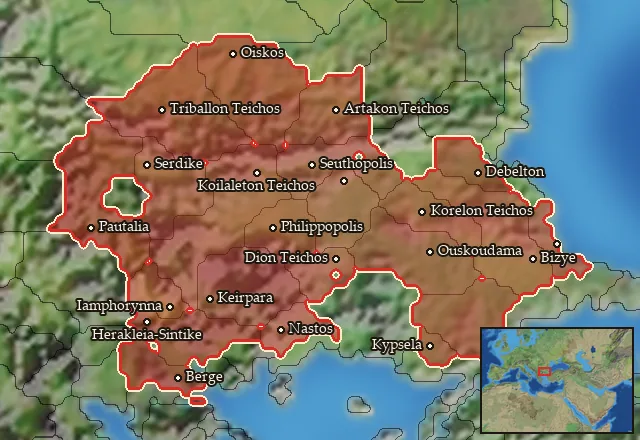 Oiskos
Triballon Teichos
Artakon Teichos
Serdike
Seuthopolis
Debelton
Koilaleton Teichos
Korelon Teichos
Pautalia
Philippopolis
Ouskoudama
Dion Teichos
Bizye
Iamphorynna
Keirpara
Herakleia-Sintike
Nastos
Kypsela
Berge